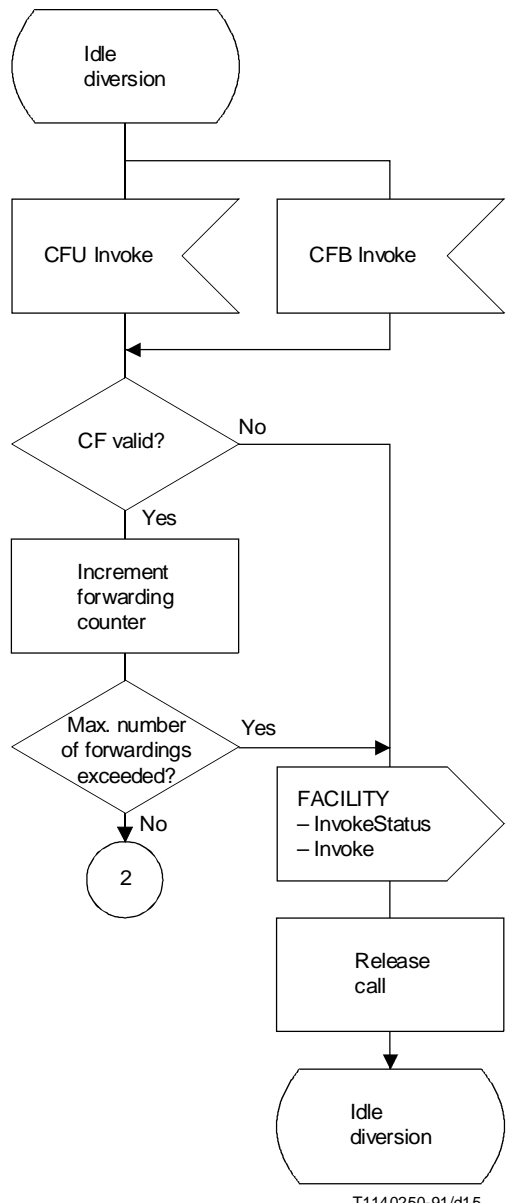 Idle
diversion
CFU Invoke
CFB Invoke
CF valid?
No
Yes
Increment
forwarding
counter
Max. number
of forwardings
exceeded?
Yes
No
2
FACILITY
– InvokeStatus
– Invoke
Release
call
Idle
diversion
T1140250-91/d15